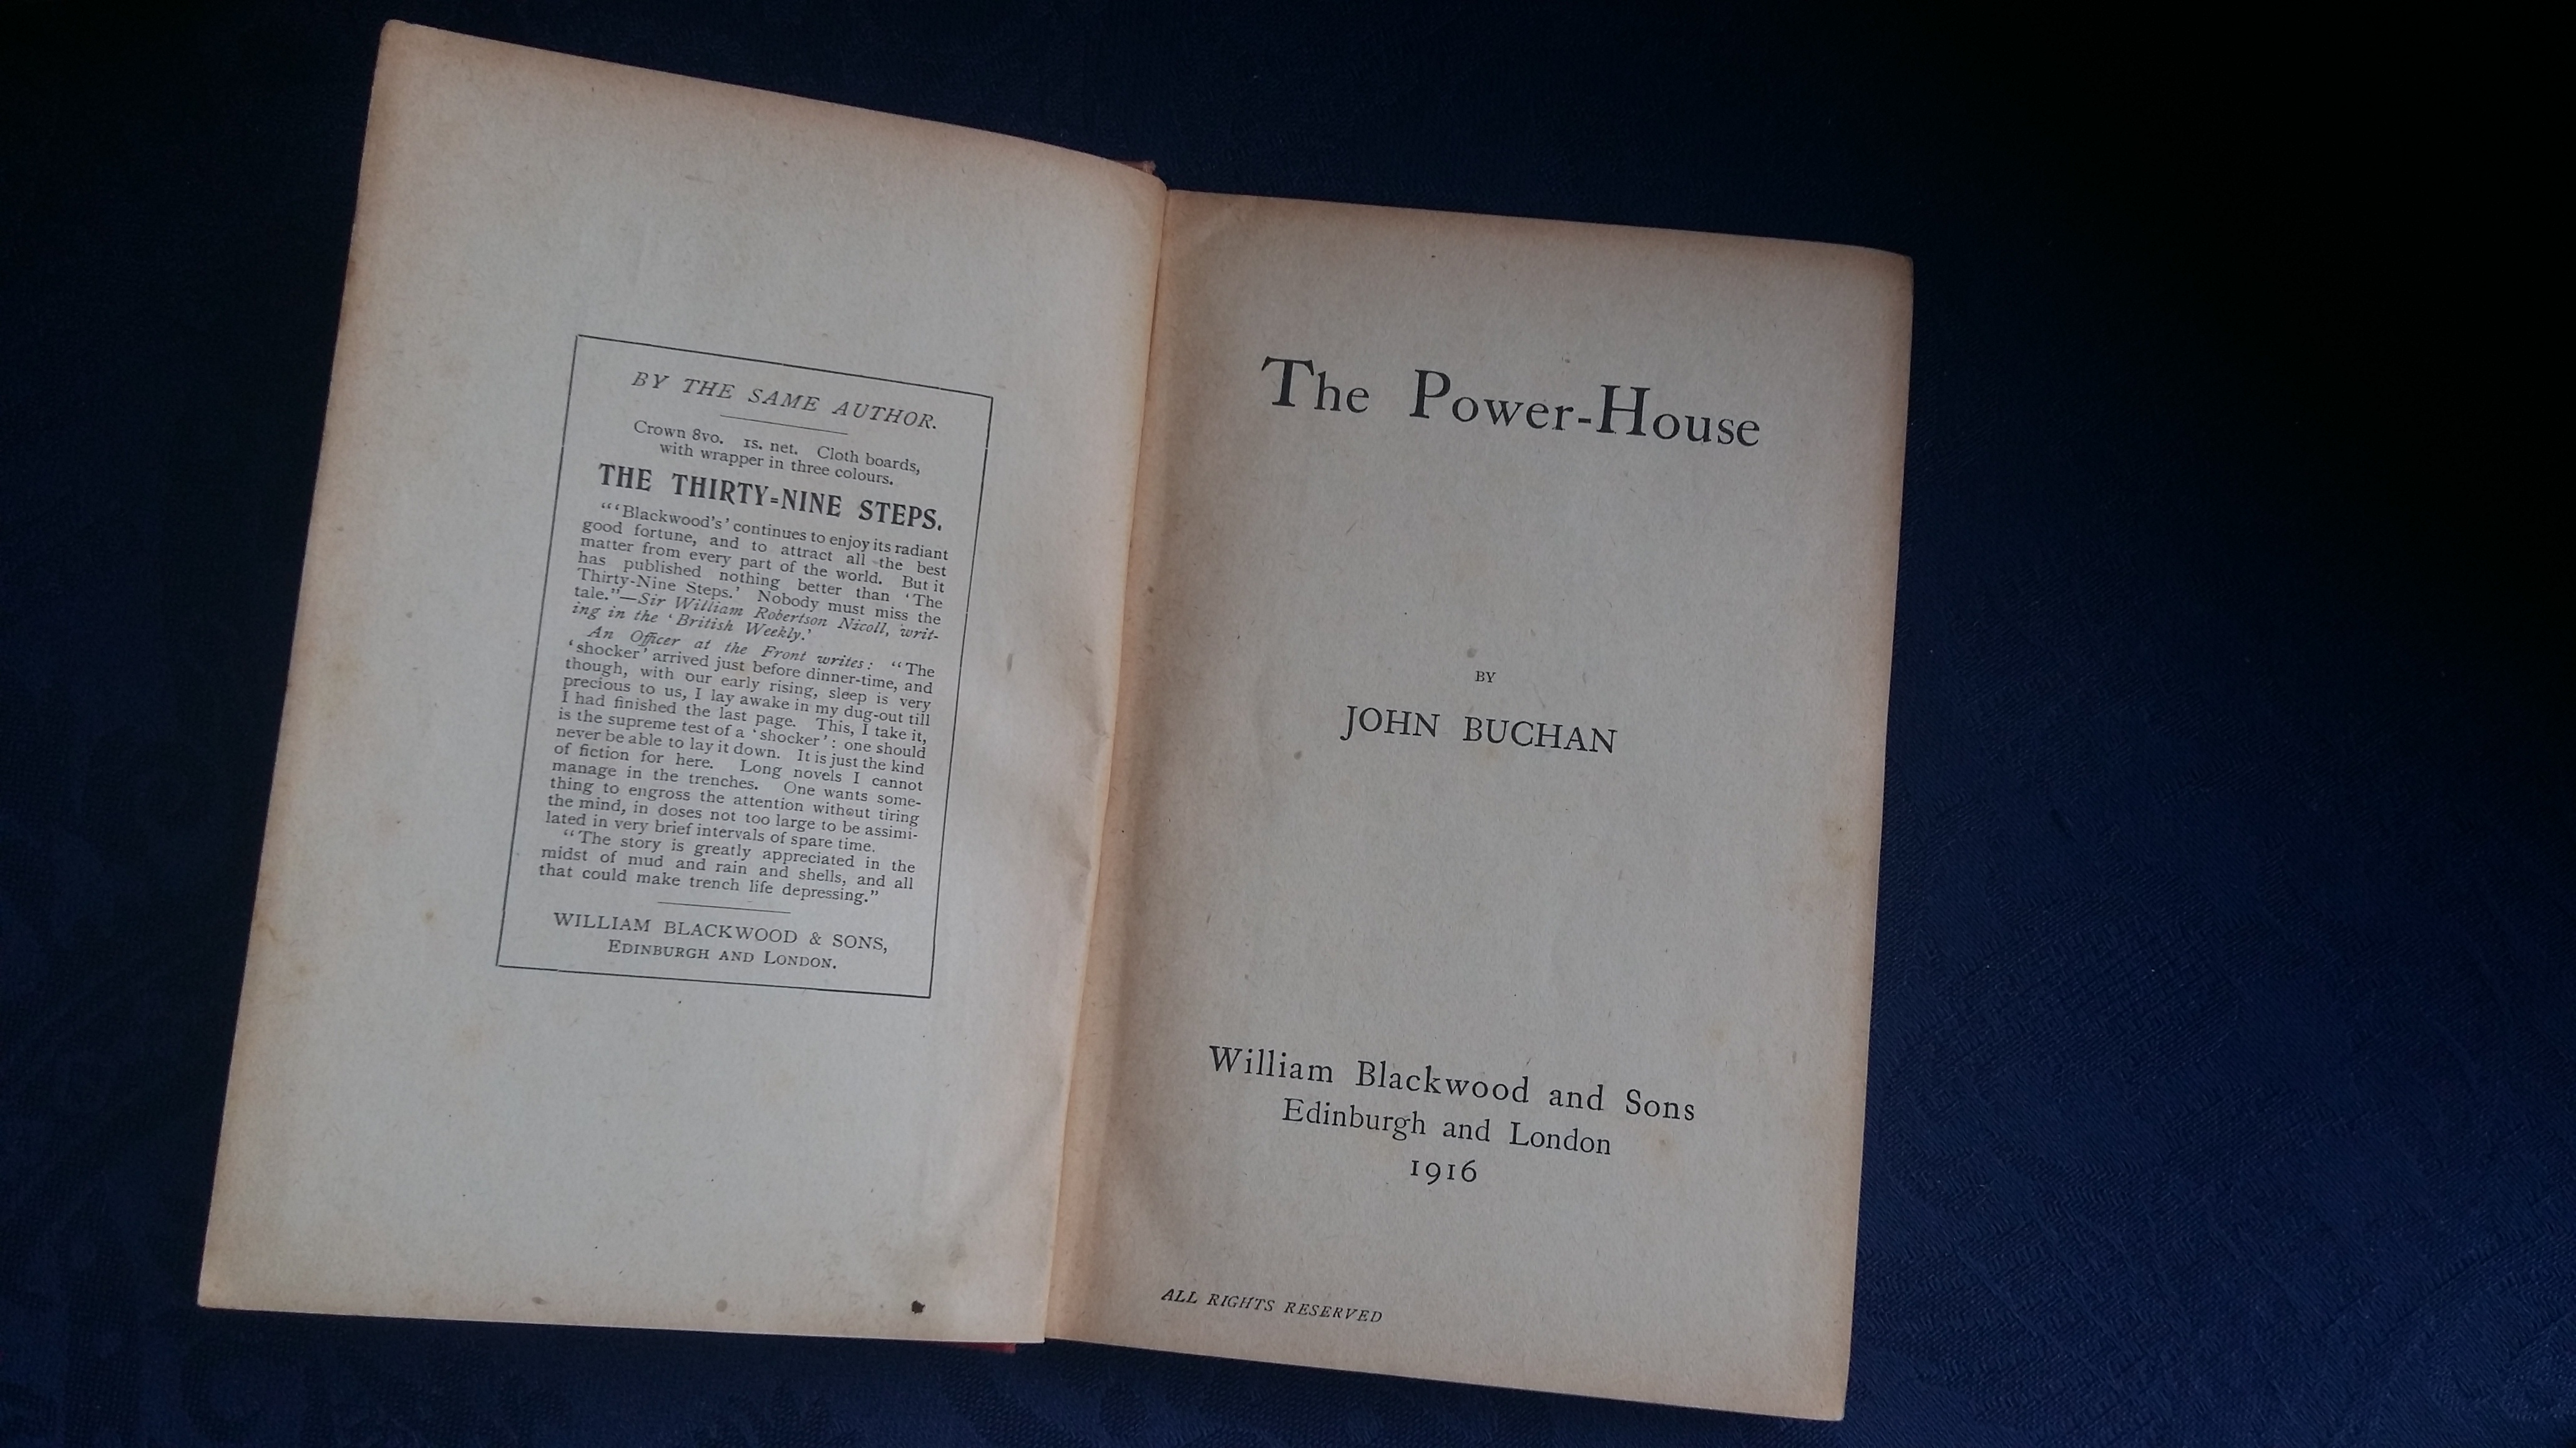 BY THE SAME AUTHOR.
Crown 8vo. 1s. net. Cloth boards,
with wrapper in three colours.
THE THIRTY-NINE STEPS.
"'Blackwood's' continues to enjoy its radiant
good fortune, and to attract all the best
matter from every part of the world. But it
has published nothing better than 'The
Thirty-Nine Steps.' Nobody must miss the
tale."—Sir William Robertson Nicoll, writ-
ing in the 'British Weekly.'
An Officer at the Front writes: "The
'shocker' arrived just before dinner-time, and
though, with our early rising, sleep is very
precious to us, I lay awake in my dug-out till
I had finished the last page. This, I take it,
is the supreme test of a 'shocker': one should
never be able to lay it down. It is just the kind
of fiction for here. Long novels I cannot
manage in the trenches. One wants some-
thing to engross the attention without tiring
the mind, in doses not too large to be assimi-
lated in very brief intervals of spare time.
"The story is greatly appreciated in the
midst of mud and rain and shells, and all
that could make trench life depressing."
WILLIAM BLACKWOOD & SONS,
EDINBURGH AND LONDON.
The Power-House
BY
JOHN BUCHAN
William Blackwood and Sons
Edinburgh and London
1916
ALL RIGHTS RESERVED